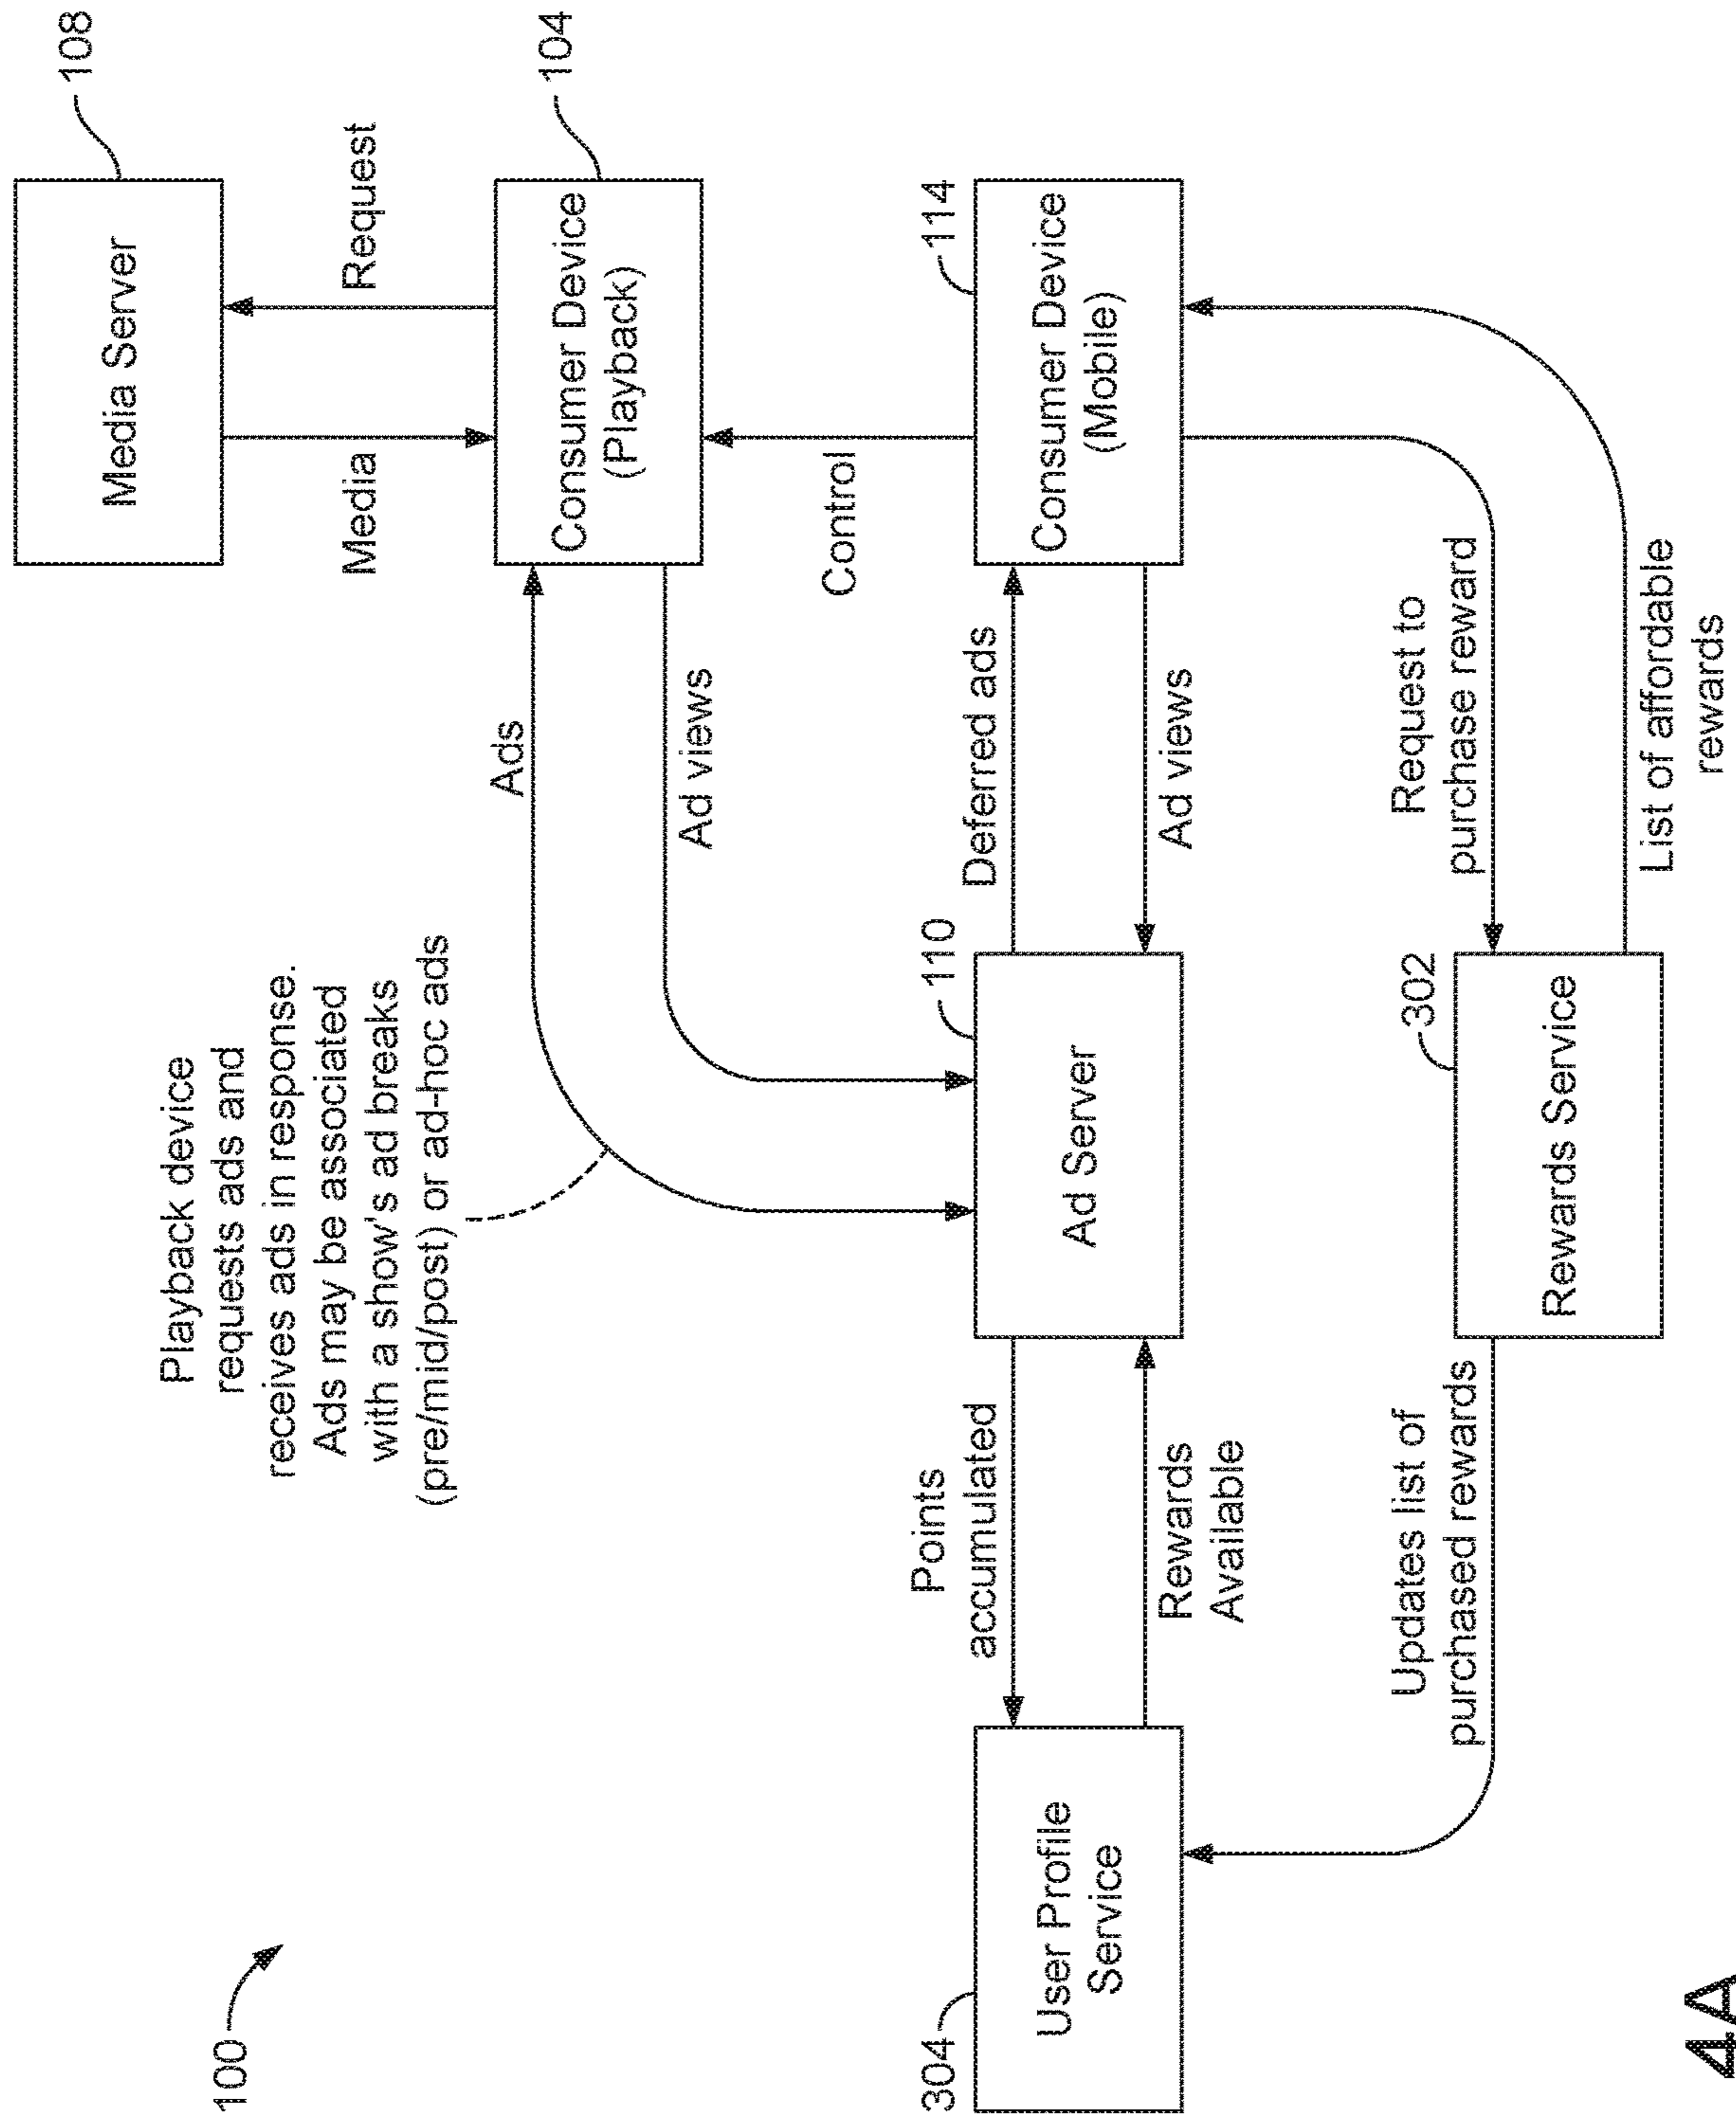 100
Playback device
requests ads and
receives ads in response.
Ads may be associated
with a show's ad breaks
(pre/mid/post) or ad-hoc ads
Media Server
108
Media
Request
Consumer Device
(Playback)
104
Ads
Ad views
Control
User Profile
Service
304
Points
accumulated
Rewards
Available
Ad Server
110
Deferred ads
Ad views
Consumer Device
(Mobile)
114
Updates list of
purchased rewards
Rewards Service
302
Request to
purchase reward
List of affordable
rewards
4A